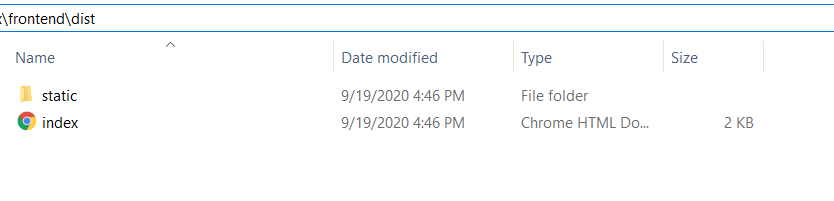 \frontend\dist
Name Date modified Type Size
static 9/19/2020 4:46 PM File folder
index 9/19/2020 4:46 PM Chrome HTML Do... 2 KB